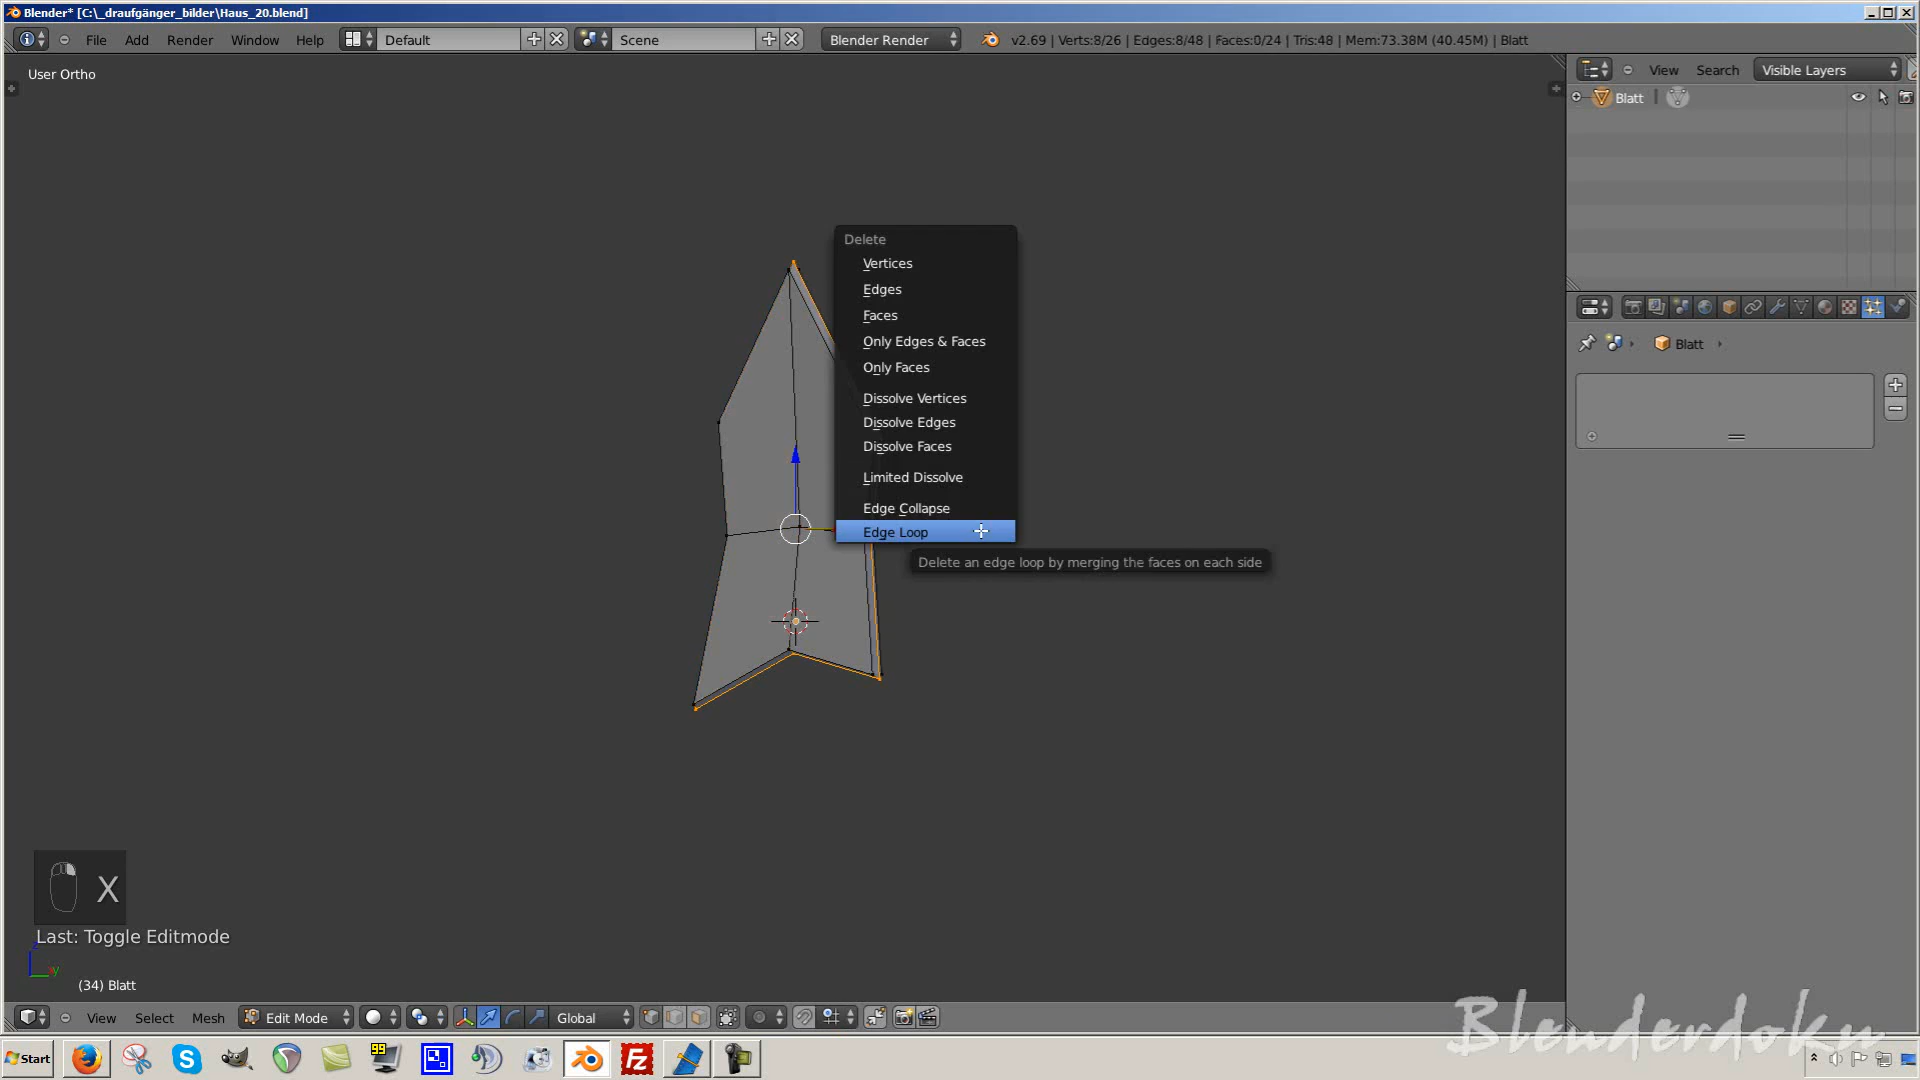 Blender* [C:\_draufgänger_bilder\Haus_20.blend]
File Add Render Window Help Default Scene Blender Render v2.69 | Verts:8/26 | Edges:8/48 | Faces:0/24 | Tris:48 | Mem:73.38M (40.45M) | Blatt
User Ortho
View Search Visible Layers
Blatt
Delete
Vertices
Edges
Faces
Only Edges & Faces
Only Faces
Dissolve Vertices
Dissolve Edges
Dissolve Faces
Limited Dissolve
Edge Collapse
Edge Loop
Delete an edge loop by merging the faces on each side
Blatt
X
Last: Toggle Editmode
z
y
(34) Blatt
View Select Mesh Edit Mode Global
Blenderdoku
Start
99
FZ